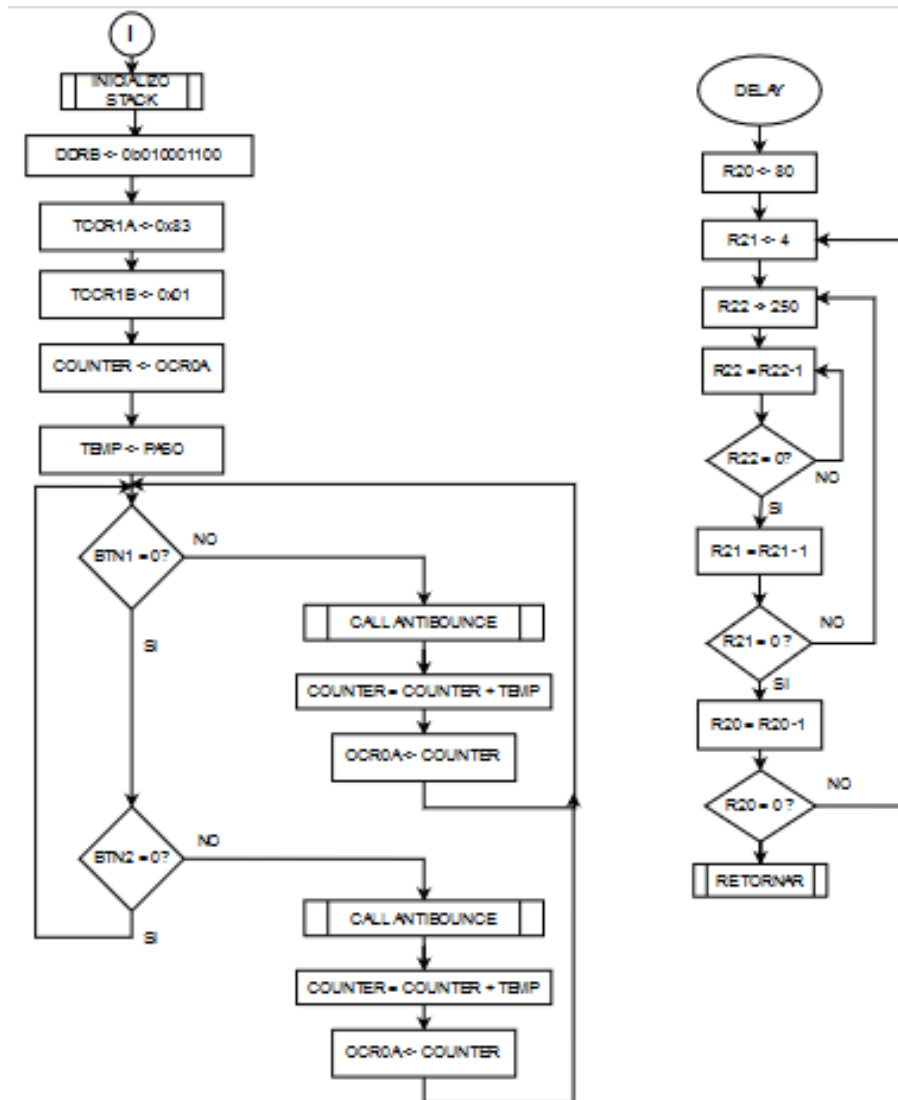 I
INICIALIZO
STACK
DDRB <- 0b010001100
TCCR1A <- 0x83
TCCR1B <- 0x01
COUNTER <- OCR0A
TEMP <- PASO
BTN1 = 0?
NO
SI
CALL ANTIBOUNCE
COUNTER = COUNTER + TEMP
OCR0A <- COUNTER
BTN2 = 0?
NO
SI
CALL ANTIBOUNCE
COUNTER = COUNTER + TEMP
OCR0A <- COUNTER
DELAY
R20 <- 80
R21 <- 4
R22 -> 250
R22 = R22-1
R22 = 0?
NO
SI
R21 = R21 - 1
R21 = 0?
NO
SI
R20 = R20 -1
R20 = 0?
NO
RETORNAR